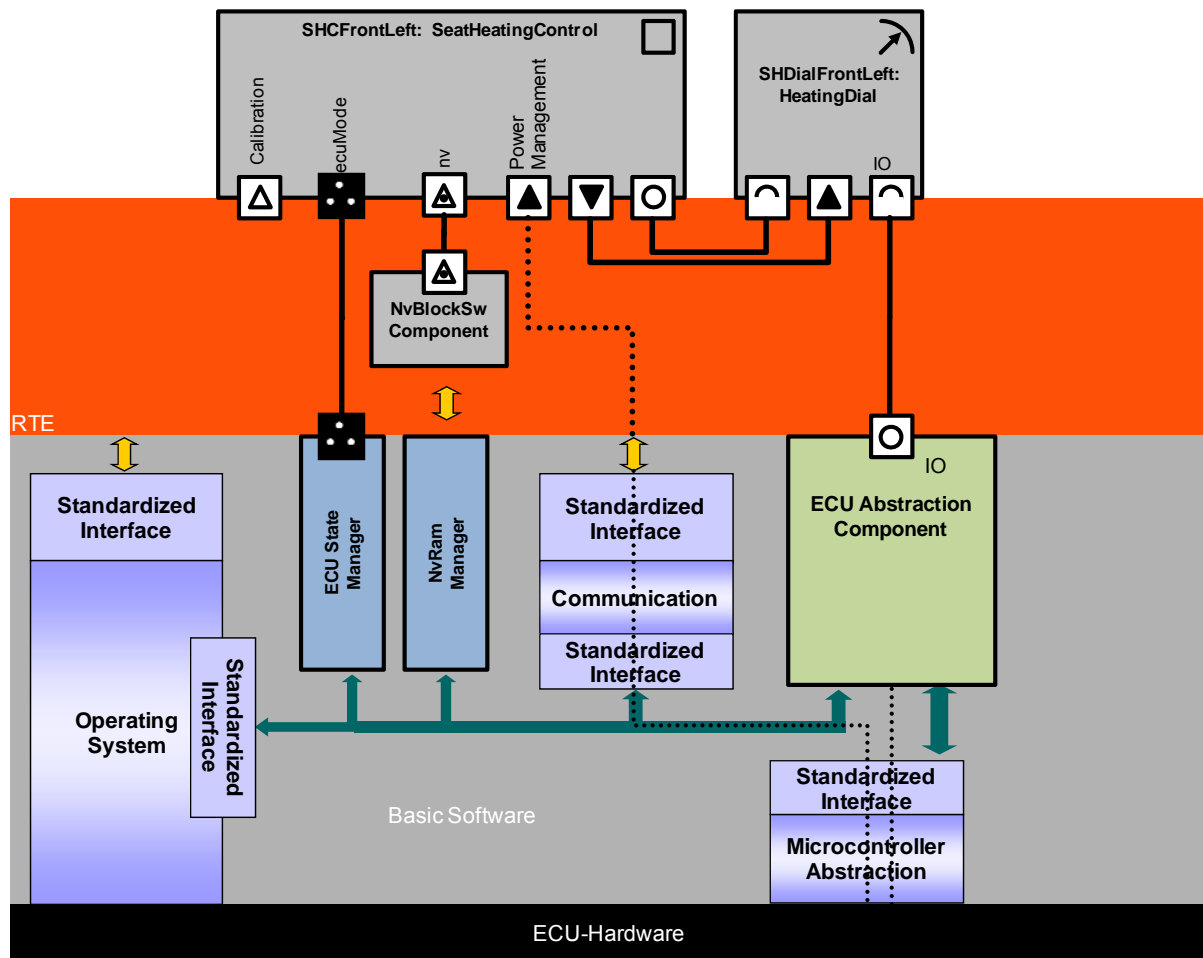 SHCFrontLeft: SeatHeatingControl
Calibration
ecuMode
nv
Power
Management
SHDialFrontLeft:
HeatingDial
IO
NvBlockSw
Component
RTE
Standardized
Interface
Operating
System
Standardized
Interface
ECU State
Manager
NvRam
Manager
Standardized
Interface
Communication
Standardized
Interface
IO
ECU Abstraction
Component
Standardized
Interface
Microcontroller
Abstraction
Basic Software
ECU-Hardware